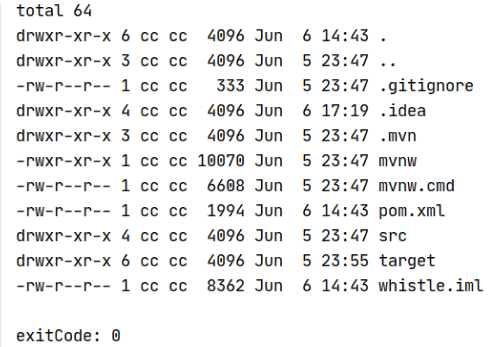 total 64
drwxr-xr-x 6 cc cc  4096 Jun  6 14:43 .
drwxr-xr-x 3 cc cc  4096 Jun  5 23:47 ..
-rw-r--r-- 1 cc cc   333 Jun  5 23:47 .gitignore
drwxr-xr-x 4 cc cc  4096 Jun  6 17:19 .idea
drwxr-xr-x 3 cc cc  4096 Jun  5 23:47 .mvn
-rwxr-xr-x 1 cc cc 10070 Jun  5 23:47 mvnw
-rw-r--r-- 1 cc cc  6608 Jun  5 23:47 mvnw.cmd
-rw-r--r-- 1 cc cc  1994 Jun  6 14:43 pom.xml
drwxr-xr-x 4 cc cc  4096 Jun  5 23:47 src
drwxr-xr-x 6 cc cc  4096 Jun  5 23:55 target
-rw-r--r-- 1 cc cc  8362 Jun  6 14:43 whistle.iml

exitCode: 0